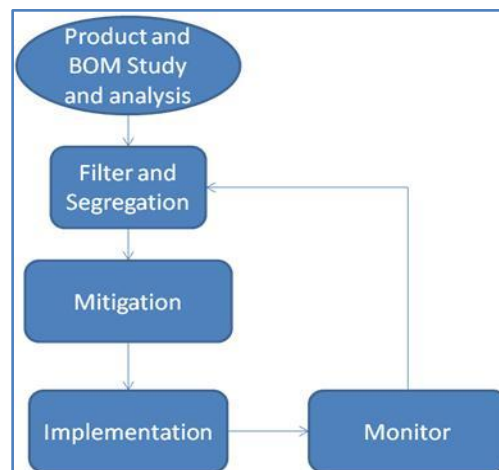 Product and
BOM Study
and analysis
Filter and
Segregation
Mitigation
Implementation
Monitor